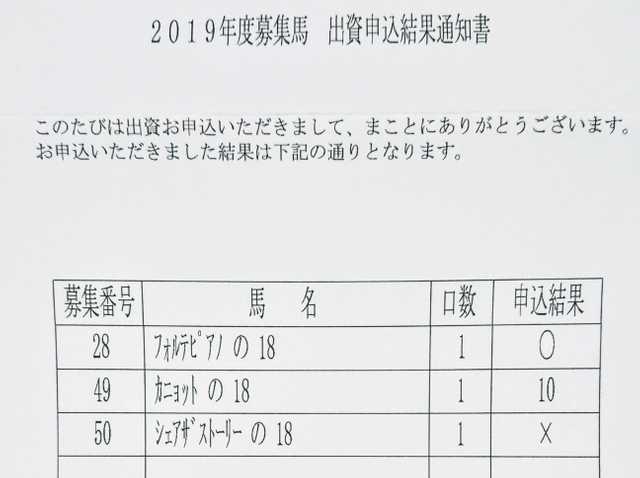 2019年度募集馬　出資申込結果通知書
このたびは出資お申込いただきまして、まことにありがとうございます。
お申込いただきました結果は下記の通りとなります。
募集番号 馬　名 口数 申込結果
28 ﾌｫﾙﾃﾋﾟｱﾉ の 18 1 ○
49 ｶﾆｮｯﾄ の 18 1 10
50 ｼｪｱｻﾞｽﾄｰﾘｰ の 18 1 ×